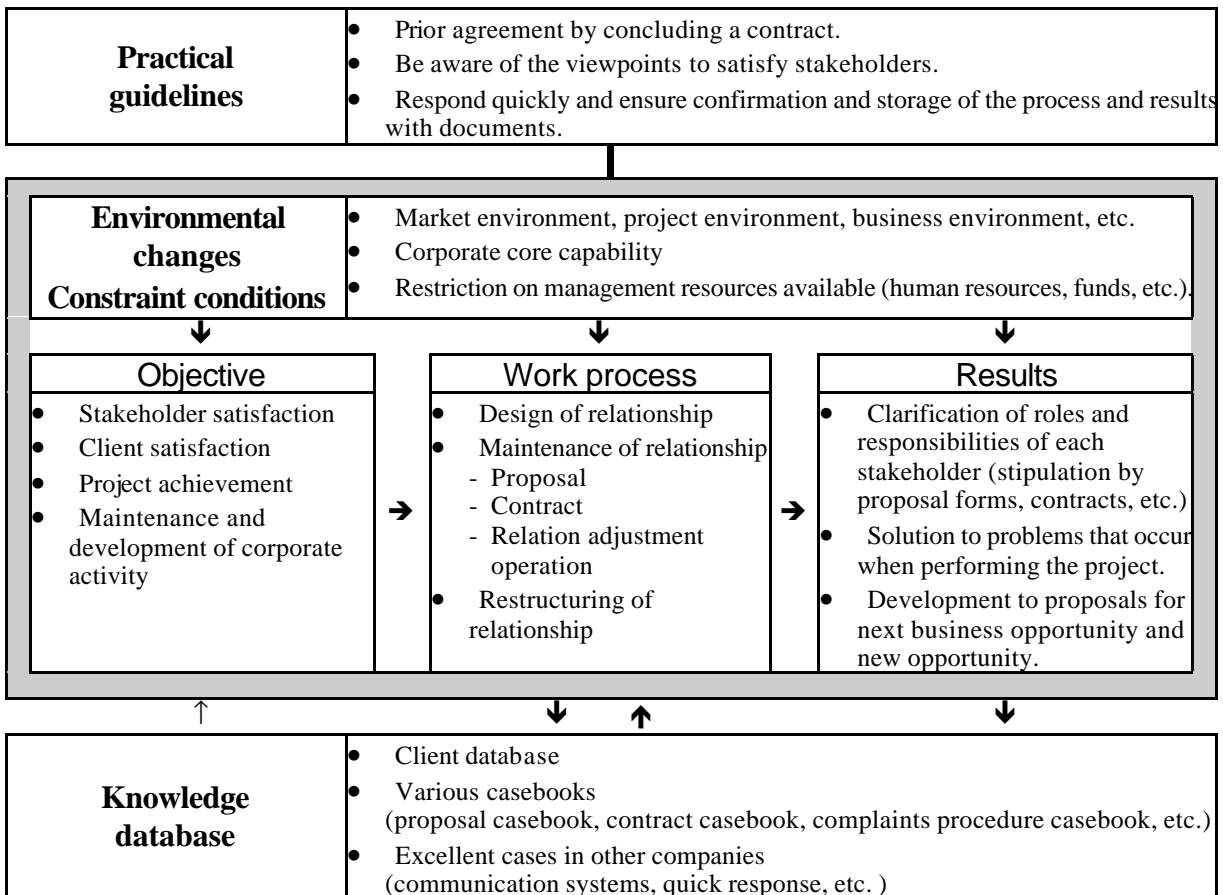 Practical
guidelines
● Prior agreement by concluding a contract.
● Be aware of the viewpoints to satisfy stakeholders.
● Respond quickly and ensure confirmation and storage of the process and results
with documents.
Environmental
changes
Constraint conditions
● Market environment, project environment, business environment, etc.
● Corporate core capability
● Restriction on management resources available (human resources, funds, etc.).
Objective
● Stakeholder satisfaction
● Client satisfaction
● Project achievement
● Maintenance and
development of corporate
activity
Work process
● Design of relationship
● Maintenance of relationship
- Proposal
- Contract
- Relation adjustment
operation
● Restructuring of
relationship
Results
● Clarification of roles and
responsibilities of each
stakeholder (stipulation by
proposal forms, contracts, etc.)
● Solution to problems that occur
when performing the project.
● Development to proposals for
next business opportunity and
new opportunity.
Knowledge
database
● Client database
● Various casebooks
(proposal casebook, contract casebook, complaints procedure casebook, etc.)
● Excellent cases in other companies
(communication systems, quick response, etc. )